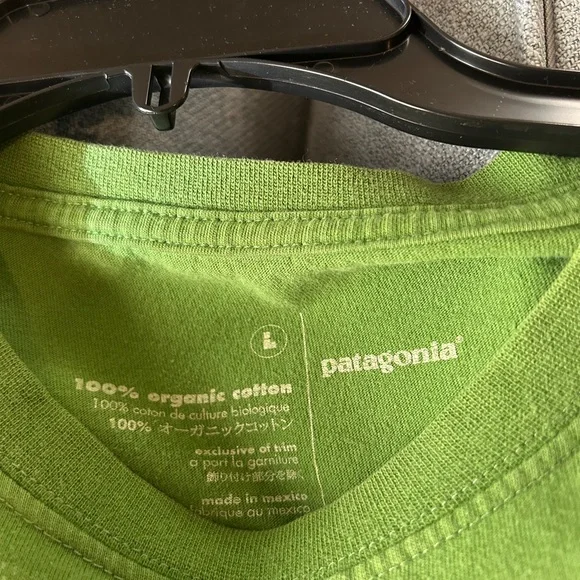 L
patagonia®
100% organic cotton
100% coton de culture biologique
100% オーガニックコットン
exclusive of trim
a part la garniture
飾り付け部分を除く
made in mexico
fabrique au mexico